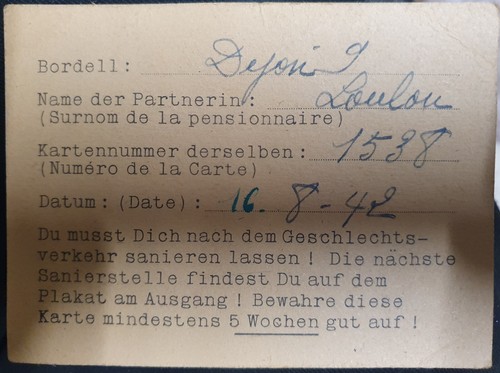 Bordell: Dyon 9
Name der Partnerin: Loulou
(Surnom de la pensionnaire)
Kartennummer derselben: 1538
(Numéro de la Carte)
Datum: (Date): 16. 8-42
Du musst Dich nach dem Geschlechts-
verkehr sanieren lassen! Die nächste
Sanierstelle findest Du auf dem
Plakat am Ausgang! Bewahre diese
Karte mindestens 5 Wochen gut auf!